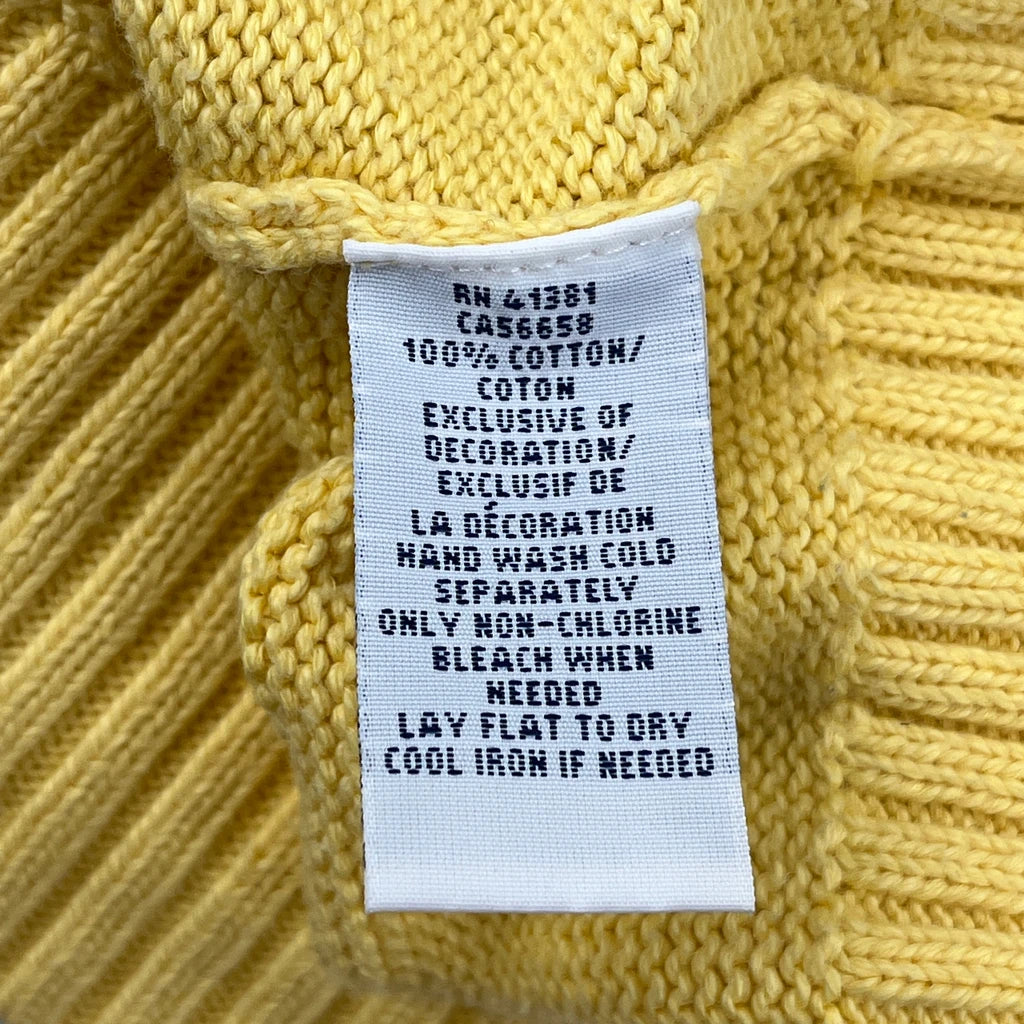 RN 41381
CA56658
100% COTTON/
COTON
EXCLUSIVE OF
DECORATION/
EXCLUSIF DE
LA DÉCORATION
HAND WASH COLD
SEPARATELY
ONLY NON-CHLORINE
BLEACH WHEN
NEEDED
LAY FLAT TO DRY
COOL IRON IF NEEDED